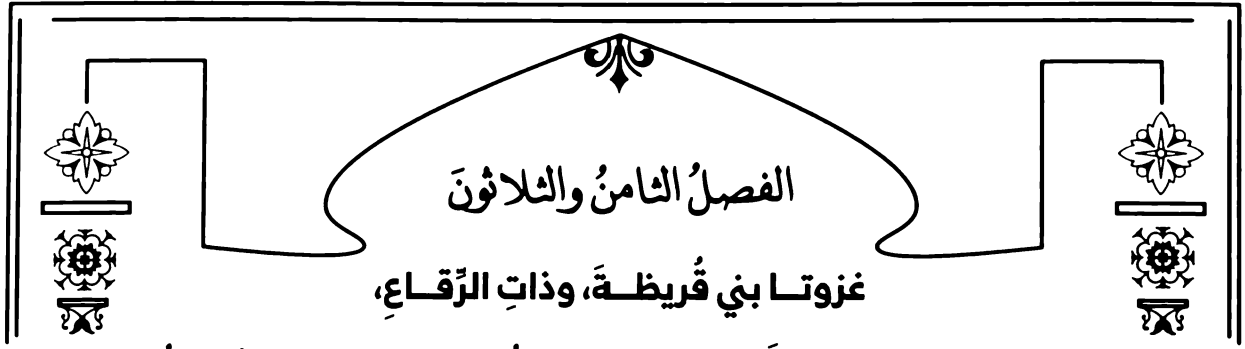 الفصلُ الثامنُ والثلاثونَ
غزوتـا بني قُريظـةَ، وذاتِ الرِّقـاعِ،